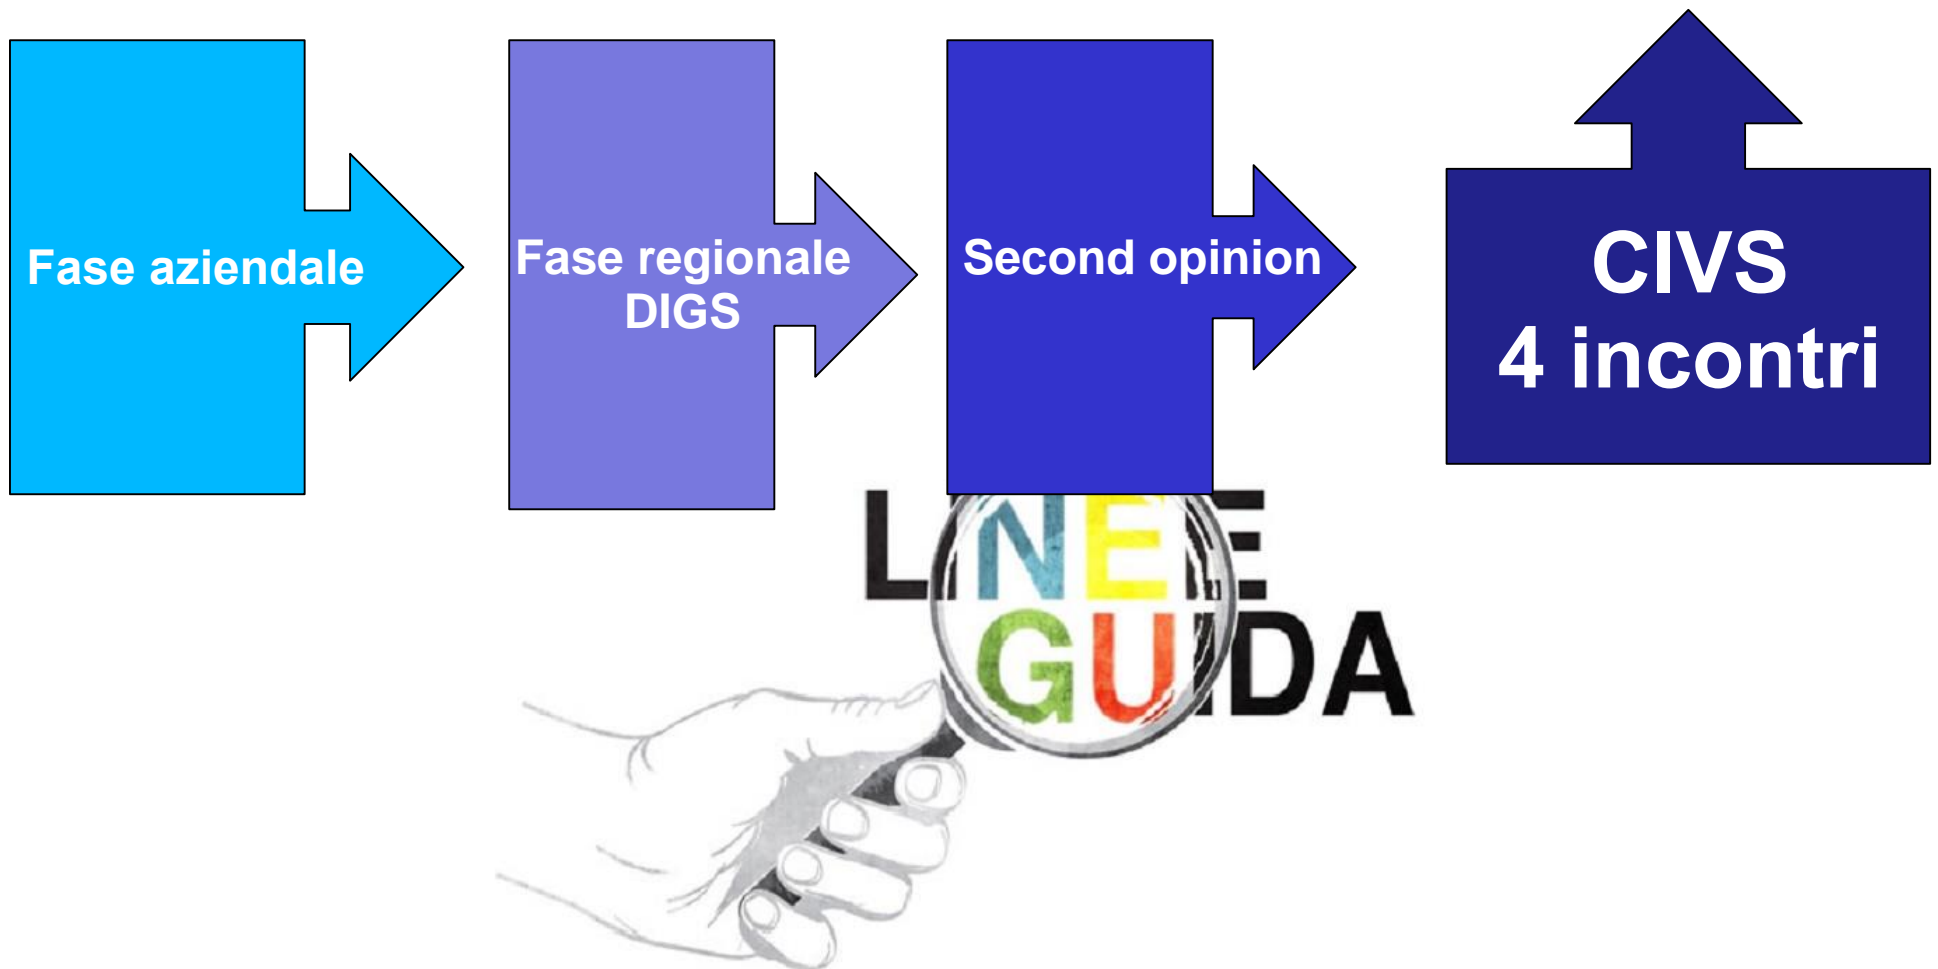 Fase aziendale
Fase regionale
DIGS
Second opinion
CIVS
4 incontri
LINEE
GUIDA